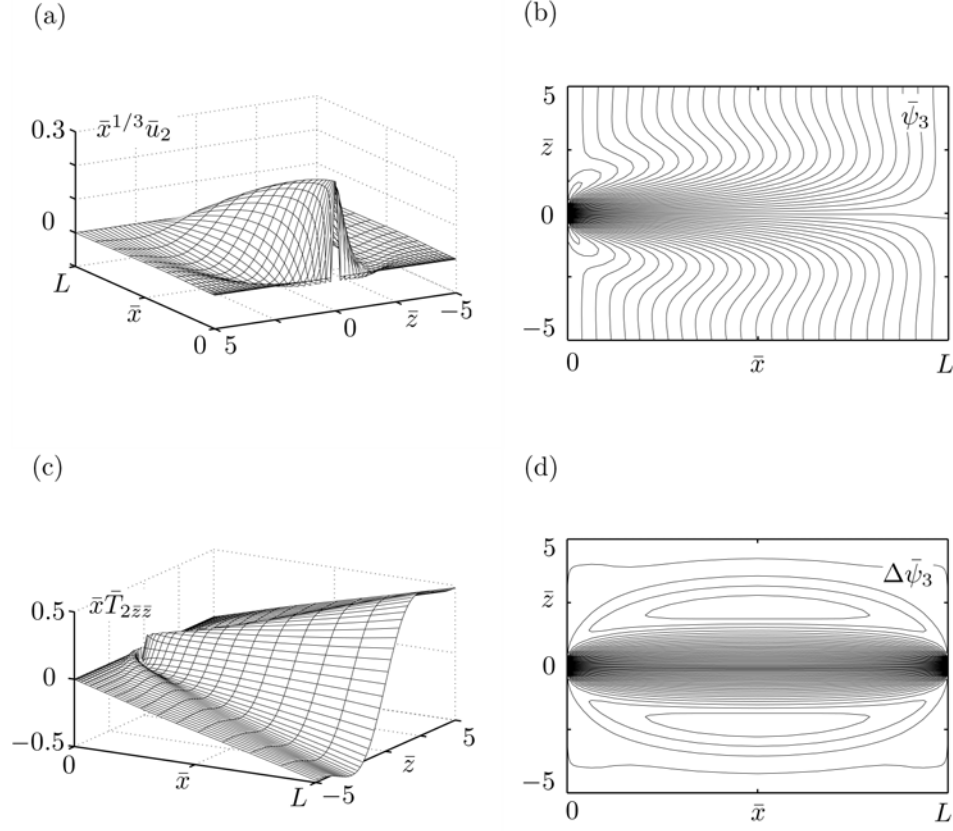 (a)
0.3
x̄^{1/3}ū_2
0
L
x̄
0
5
0
z̄
−5
(b)
5
z̄
0
−5
0
x̄
L
ψ̄_3
(c)
0.5
x̄T̄_{2z̄z̄}
0
−0.5
0
x̄
L
−5
z̄
5
(d)
5
z̄
0
−5
0
x̄
L
Δψ̄_3